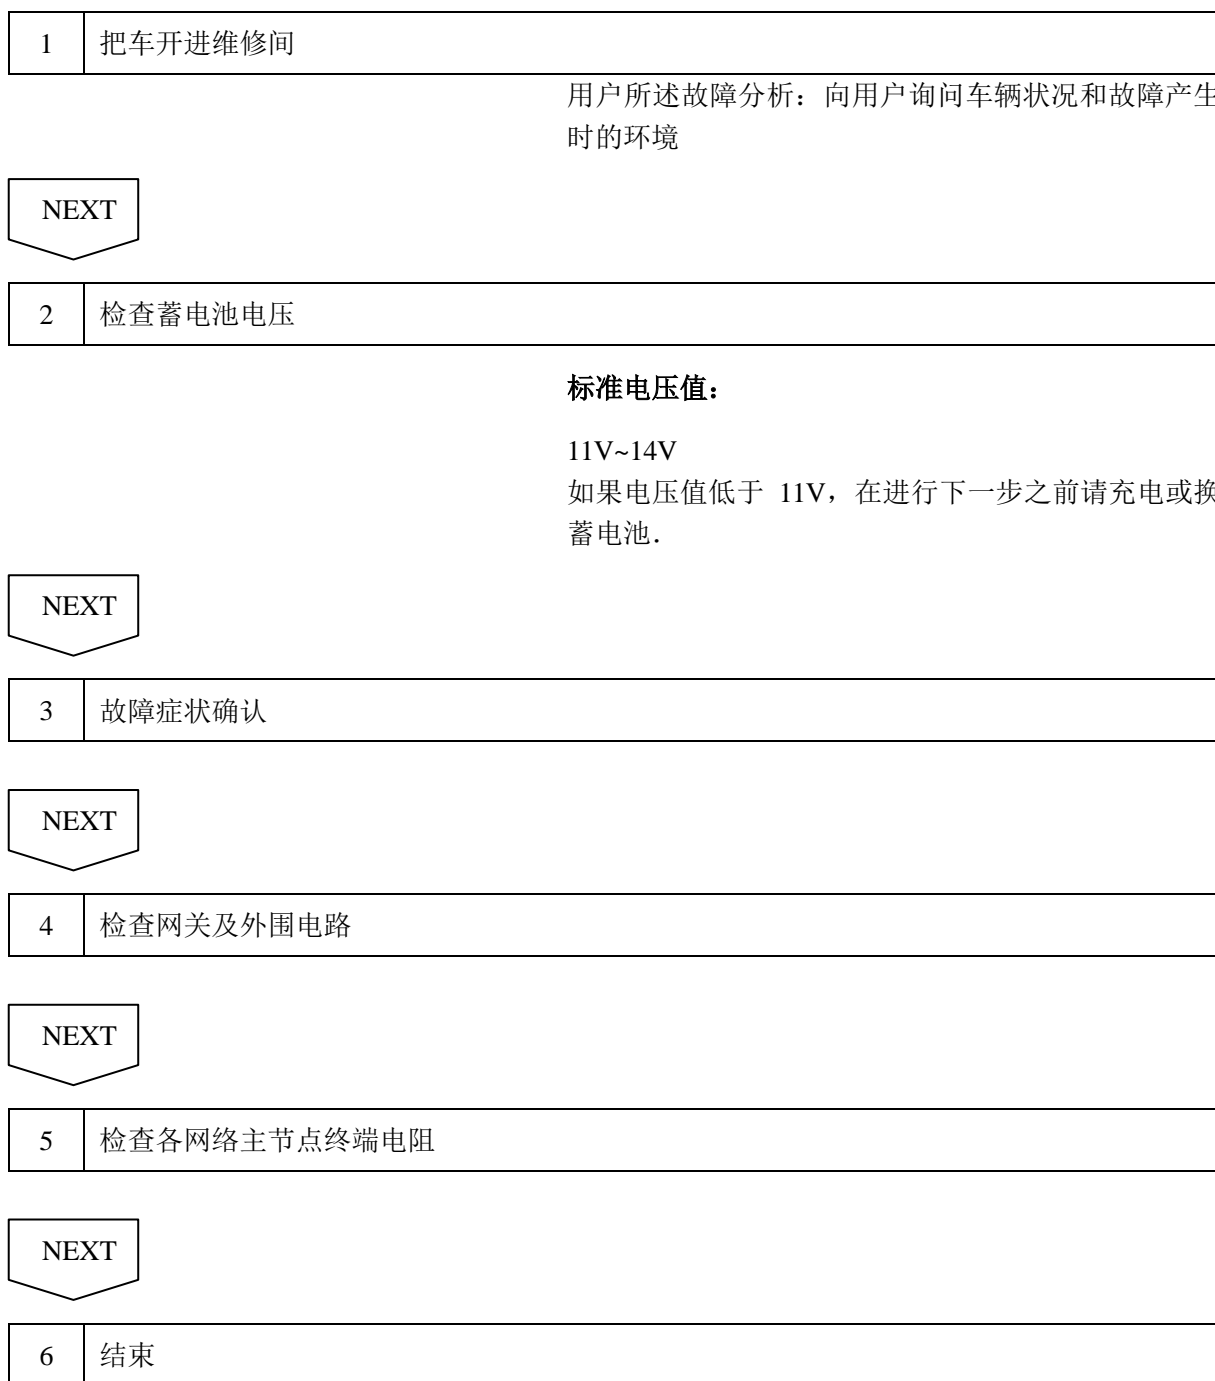 1 把车开进维修间
用户所述故障分析：向用户询问车辆状况和故障产生
时的环境
NEXT
2 检查蓄电池电压
标准电压值：
11V~14V
如果电压值低于 11V，在进行下一步之前请充电或换
蓄电池．
NEXT
3 故障症状确认
NEXT
4 检查网关及外围电路
NEXT
5 检查各网络主节点终端电阻
NEXT
6 结束